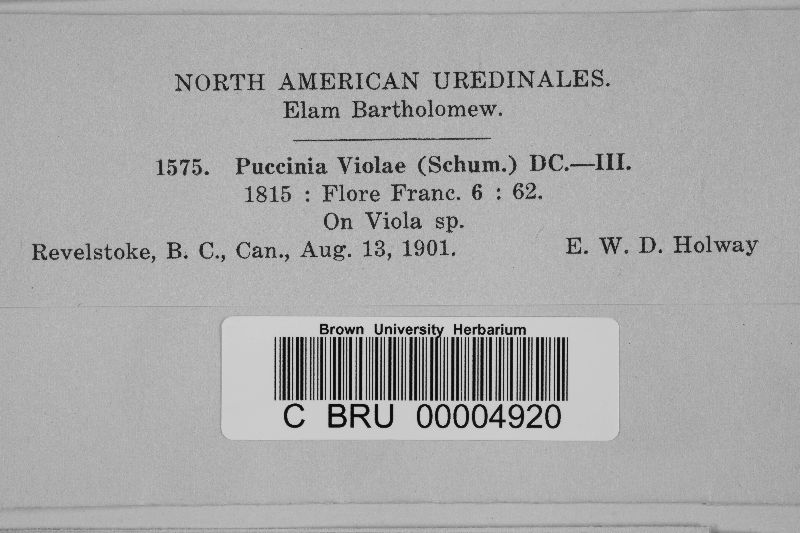 NORTH AMERICAN UREDINALES.
Elam Bartholomew.
1575. Puccinia Violae (Schum.) DC.—III.
1815 : Flore Franc. 6 : 62.
On Viola sp.
Revelstoke, B. C., Can., Aug. 13, 1901. E. W. D. Holway
Brown University Herbarium
C BRU 00004920